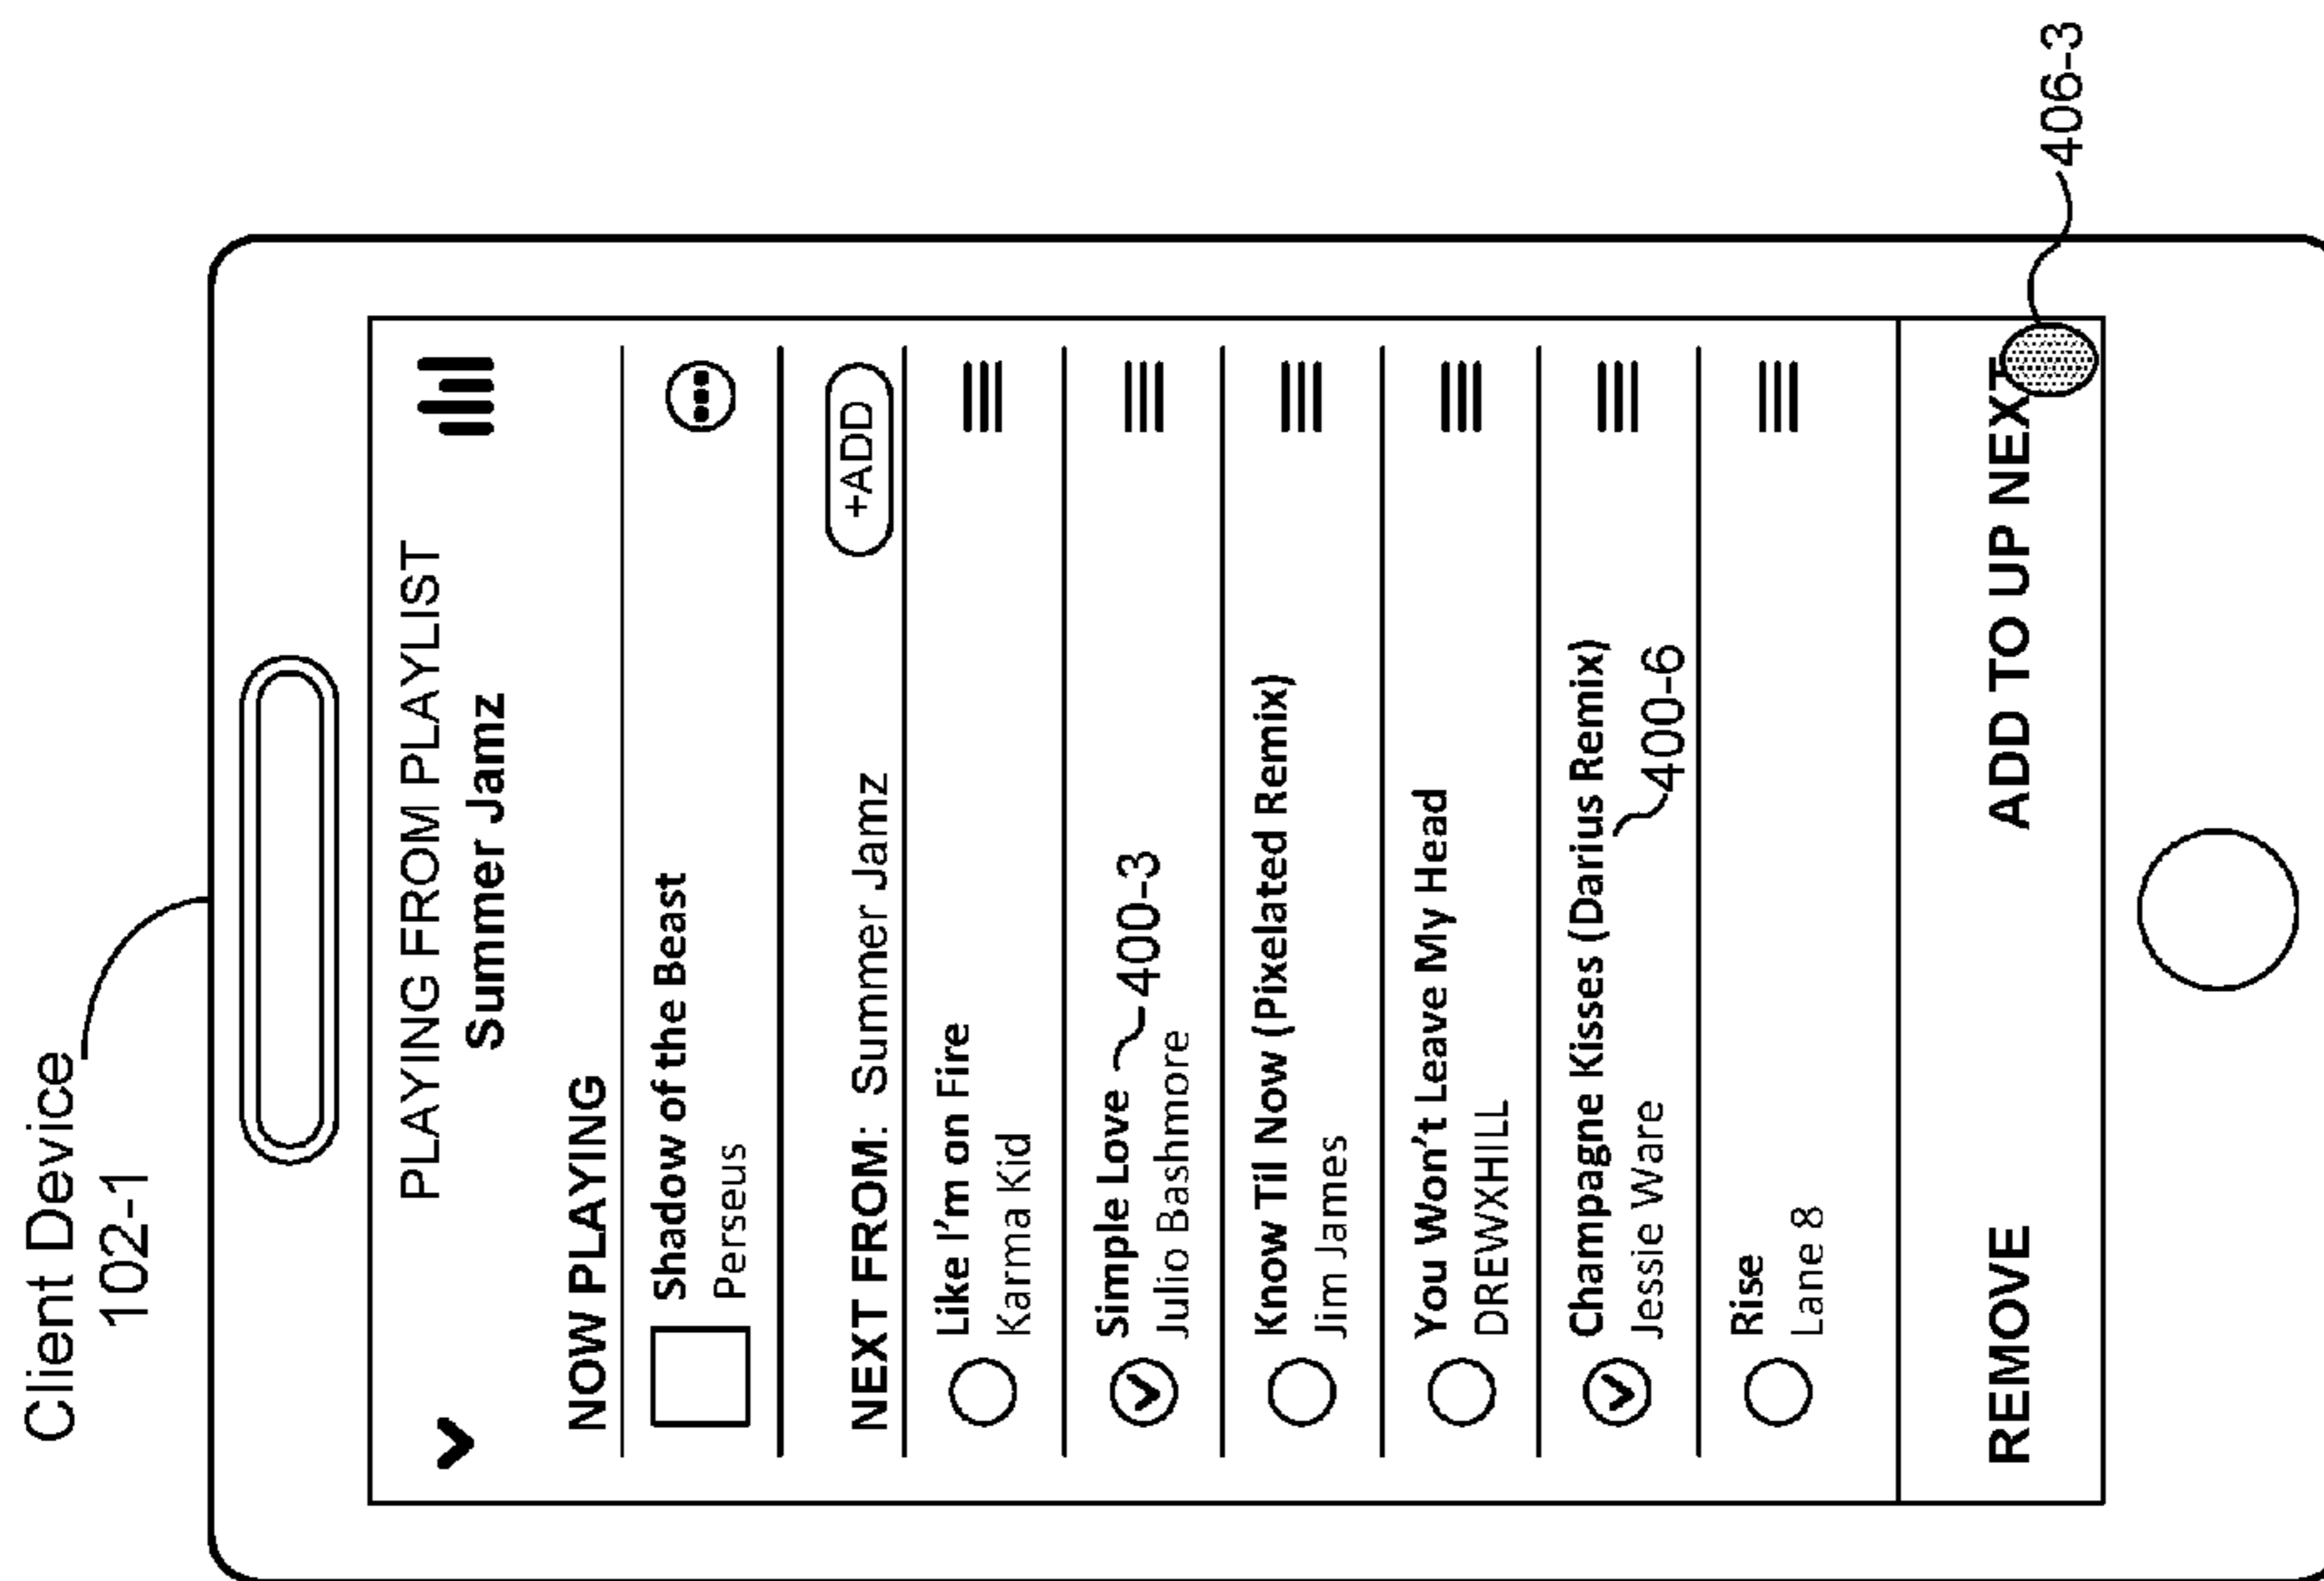 Client Device
102-1
PLAYING FROM PLAYLIST
Summer Jamz
NOW PLAYING
Shadow of the Beast
Perseus
NEXT FROM: Summer Jamz
+ADD
Like I'm on Fire
Karma Kid
Simple Love
400-3
Julio Bashmore
Know Til Now (Pixelated Remix)
Jim James
You Won't Leave My Head
DREWXHILL
Champagne Kisses (Darius Remix)
Jessie Ware
400-6
Rise
Lane 8
REMOVE
ADD TO UP NEXT
406-3